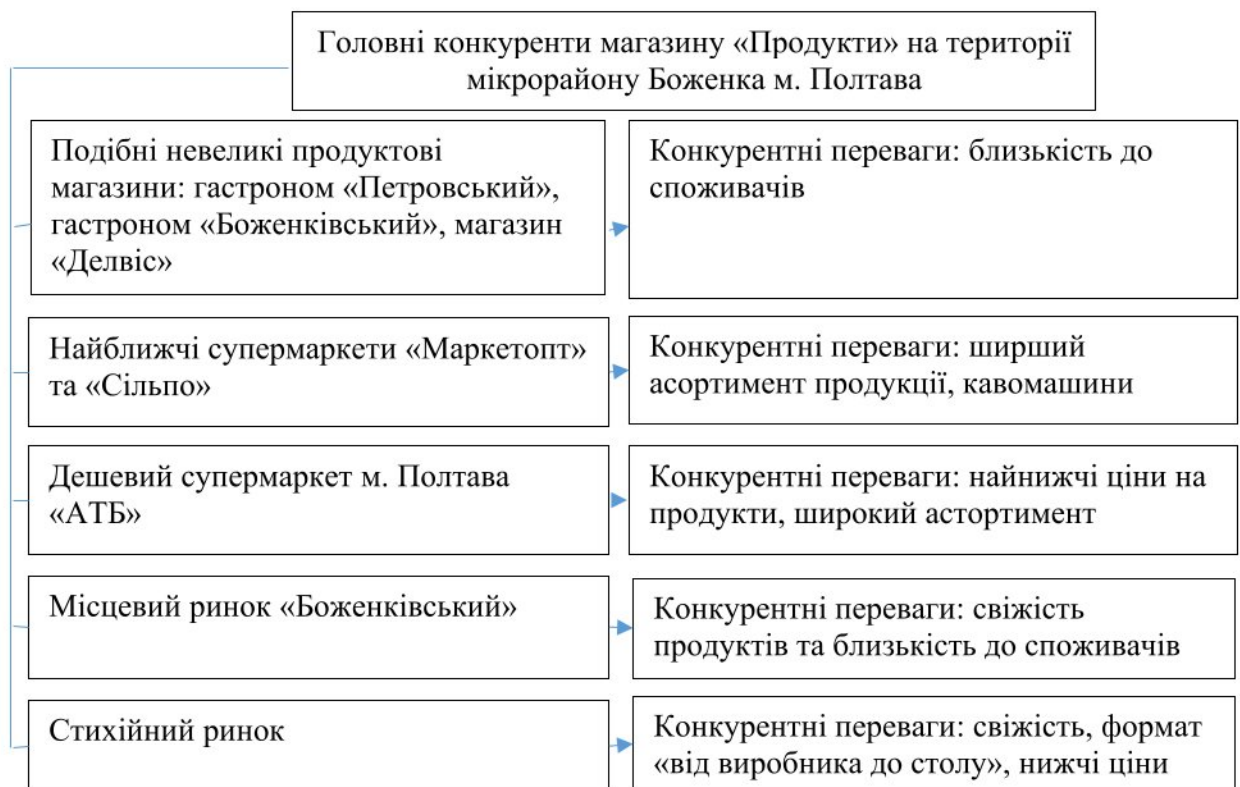 Головні конкуренти магазину «Продукти» на території
мікрорайону Боженка м. Полтава
Подібні невеликі продуктові
магазини: гастроном «Петровський»,
гастроном «Боженківський», магазин
«Делвіс»
Конкурентні переваги: близькість до
споживачів
Найближчі супермаркети «Маркетопт»
та «Сільпо»
Конкурентні переваги: ширший
асортимент продукції, кавомашини
Дешевий супермаркет м. Полтава
«АТБ»
Конкурентні переваги: найнижчі ціни на
продукти, широкий астортимент
Місцевий ринок «Боженківський»
Конкурентні переваги: свіжість
продуктів та близькість до споживачів
Стихійний ринок
Конкурентні переваги: свіжість, формат
«від виробника до столу», нижчі ціни